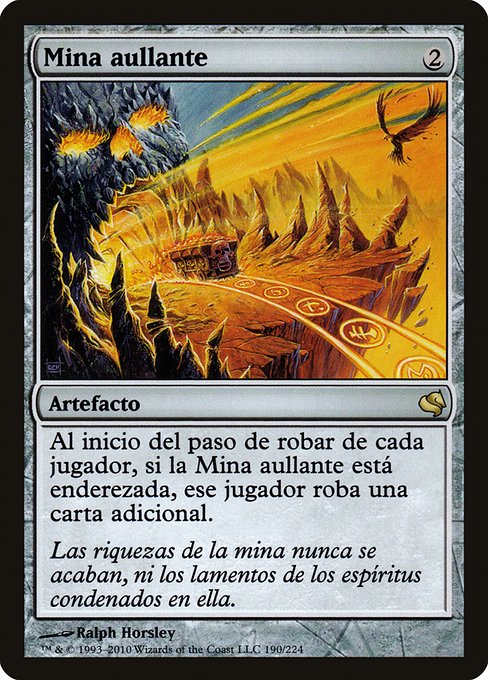 Mina aullante 2
Artefacto
Al inicio del paso de robar de cada
jugador, si la Mina aullante está
enderezada, ese jugador roba una
carta adicional.
Las riquezas de la mina nunca se
acaban, ni los lamentos de los espíritus
condenados en ella.
Ralph Horsley
™ & © 1993–2010 Wizards of the Coast LLC 190/224